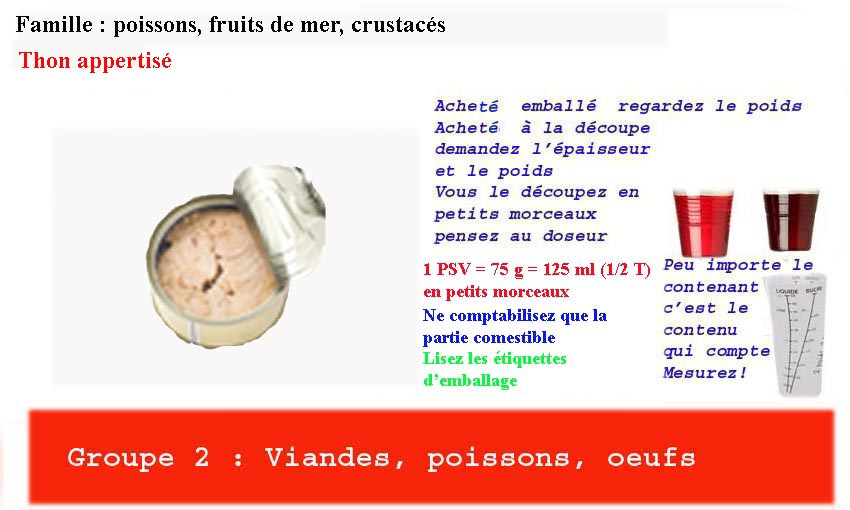 Famille : poissons, fruits de mer, crustacés
Thon appertisé
Acheté emballé regardez le poids
Acheté à la découpe
demandez l'épaisseur
et le poids
Vous le découpez en
petits morceaux
pensez au doseur
1 PSV = 75 g = 125 ml (1/2 T)
en petits morceaux
Ne comptabilisez que la
partie comestible
Lisez les étiquettes
d'emballage
Peu importe le
contenant
c'est le
contenu
qui compte
Mesurez!
LIQUIDE SUCRE
Groupe 2 : Viandes, poissons, oeufs